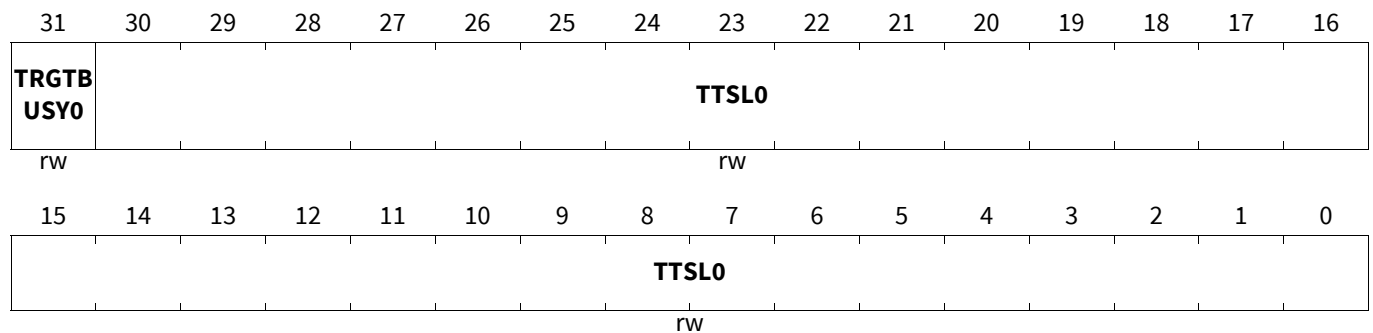 31 30 29 28 27 26 25 24 23 22 21 20 19 18 17 16
TRGTB
USY0
TTSL0
rw rw
15 14 13 12 11 10 9 8 7 6 5 4 3 2 1 0
TTSL0
rw